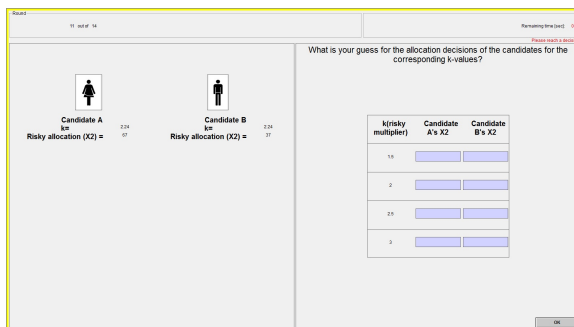 Round
11 out of 14
Remaining time [sec]: 0
Please reach a decis
What is your guess for the allocation decisions of the candidates for the
corresponding k-values?
Candidate A
k= 2.24
Risky allocation (X2) = 67
Candidate B
k= 2.24
Risky allocation (X2) = 37
k(risky multiplier) Candidate A's X2 Candidate B's X2
1.5
2
2.5
3
OK